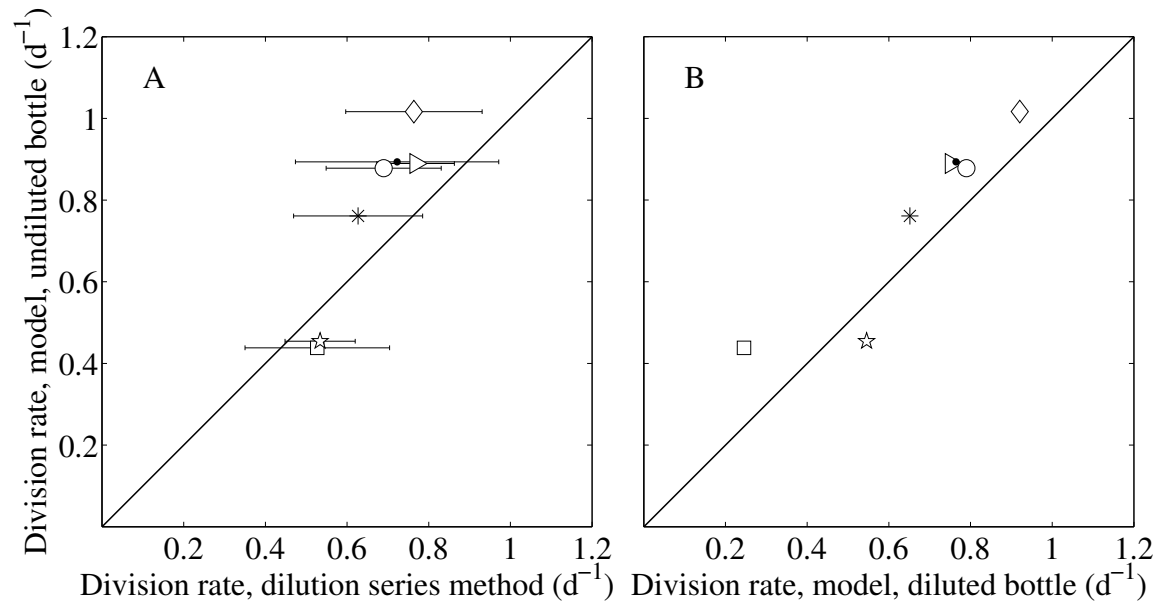 Division rate, model, undiluted bottle (d⁻¹)
1.2
1
0.8
0.6
0.4
0.2
A
0.2 0.4 0.6 0.8 1 1.2
Division rate, dilution series method (d⁻¹)
B
0.2 0.4 0.6 0.8 1 1.2
Division rate, model, diluted bottle (d⁻¹)